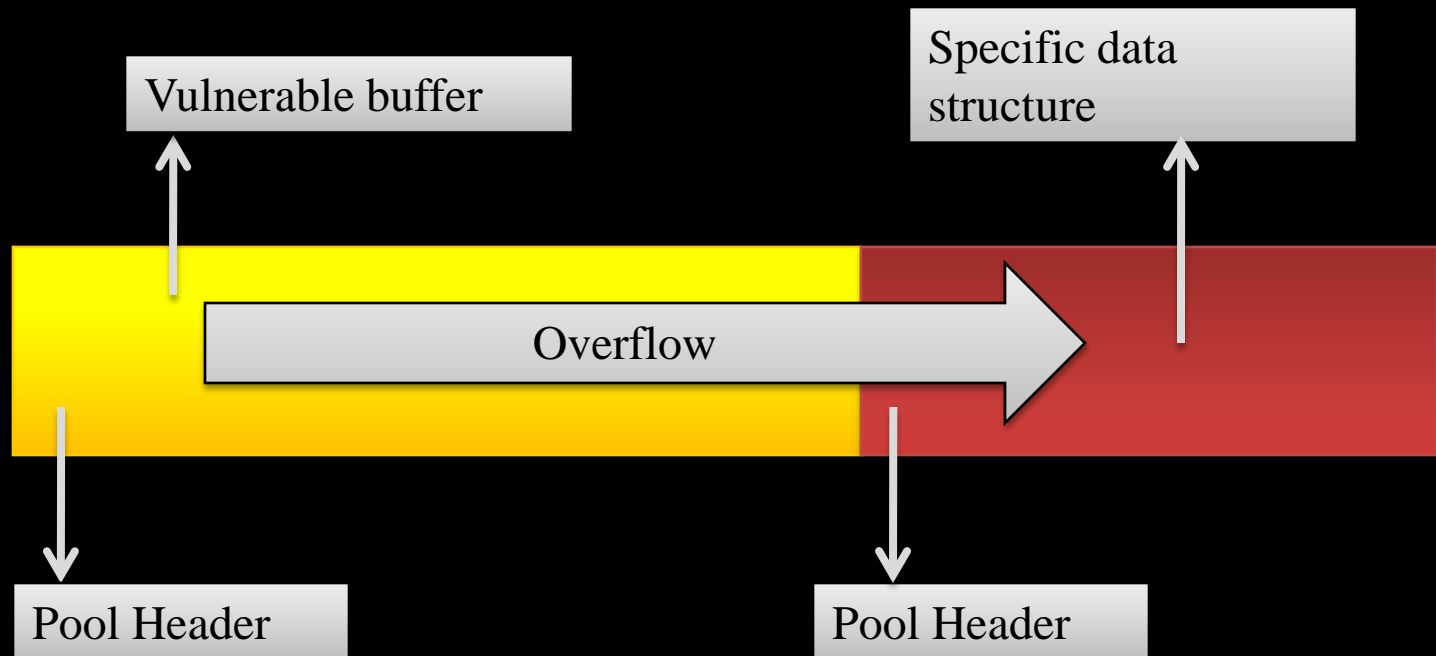 Specific data
structure
Vulnerable buffer
Overflow
Pool Header
Pool Header